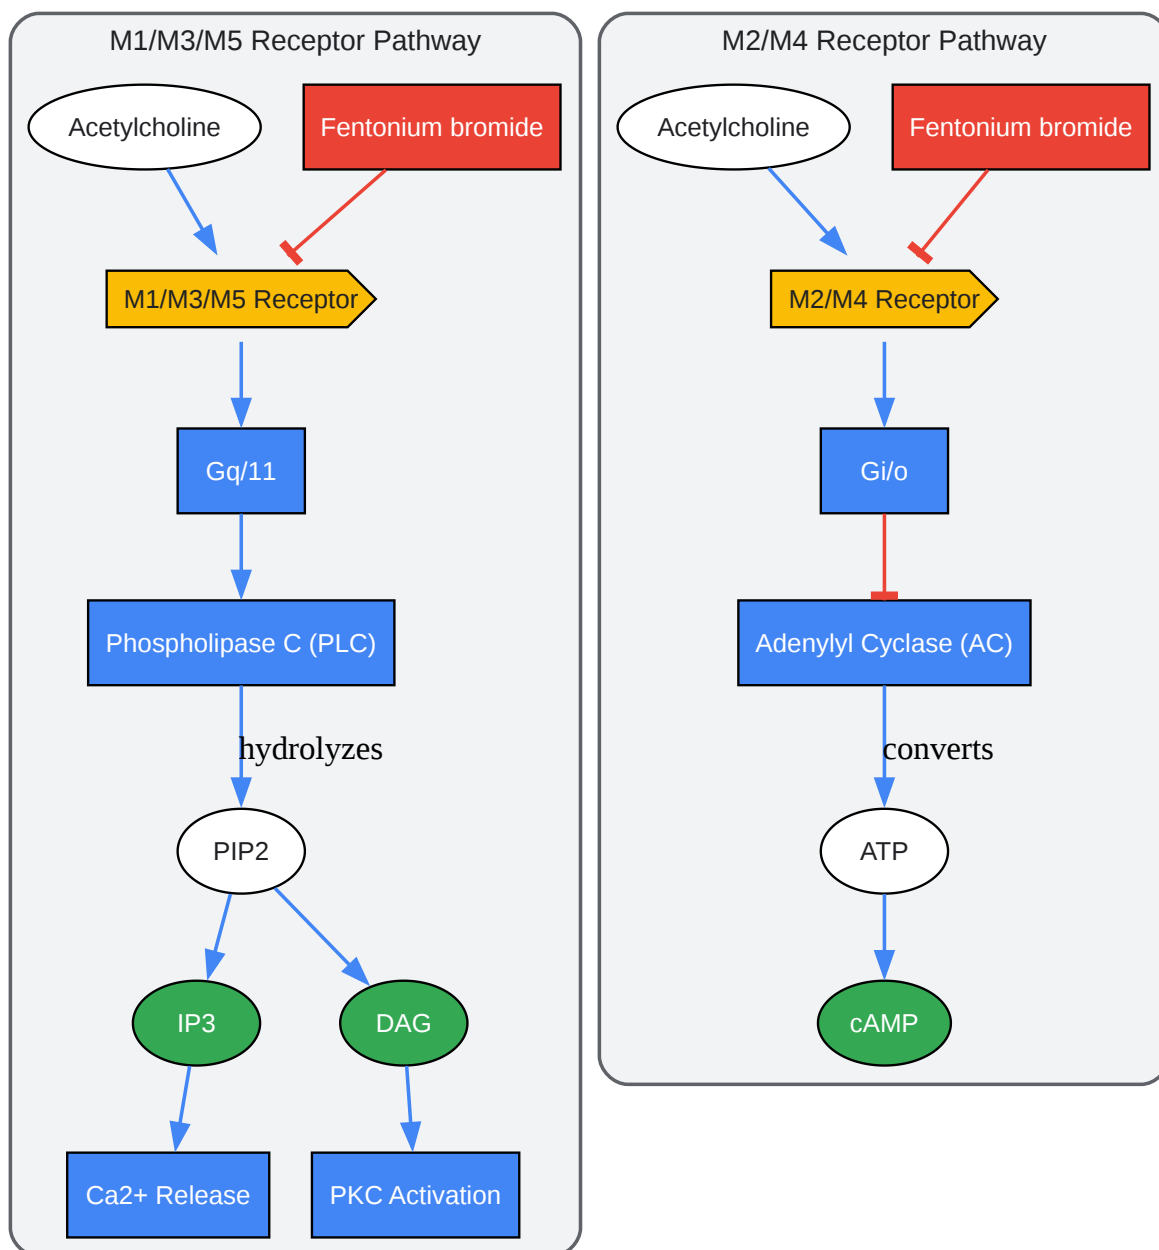 M1/M3/M5 Receptor Pathway
Acetylcholine
Fentonium bromide
M1/M3/M5 Receptor
Gq/11
Phospholipase C (PLC)
hydrolyzes
PIP2
IP3
DAG
Ca2+ Release
PKC Activation
M2/M4 Receptor Pathway
Acetylcholine
Fentonium bromide
M2/M4 Receptor
Gi/o
Adenylyl Cyclase (AC)
converts
ATP
cAMP